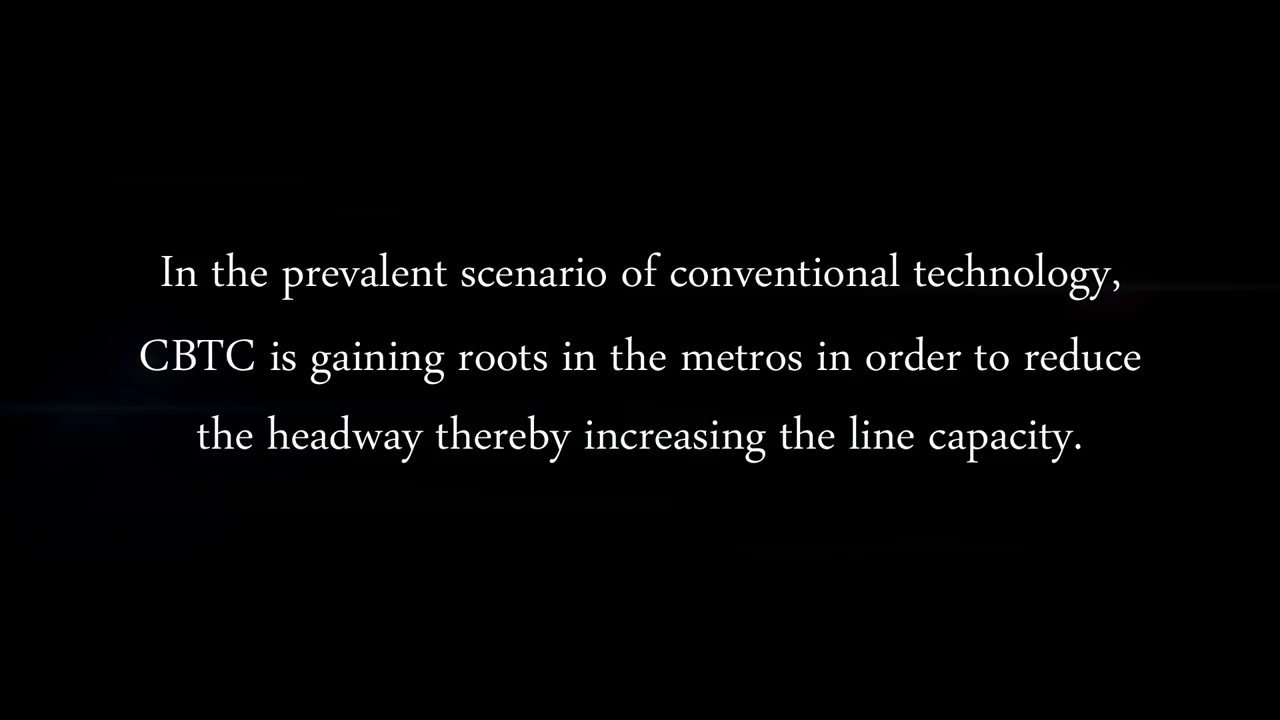 In the prevalent scenario of conventional technology,
CBTC is gaining roots in the metros in order to reduce
the headway thereby increasing the line capacity.